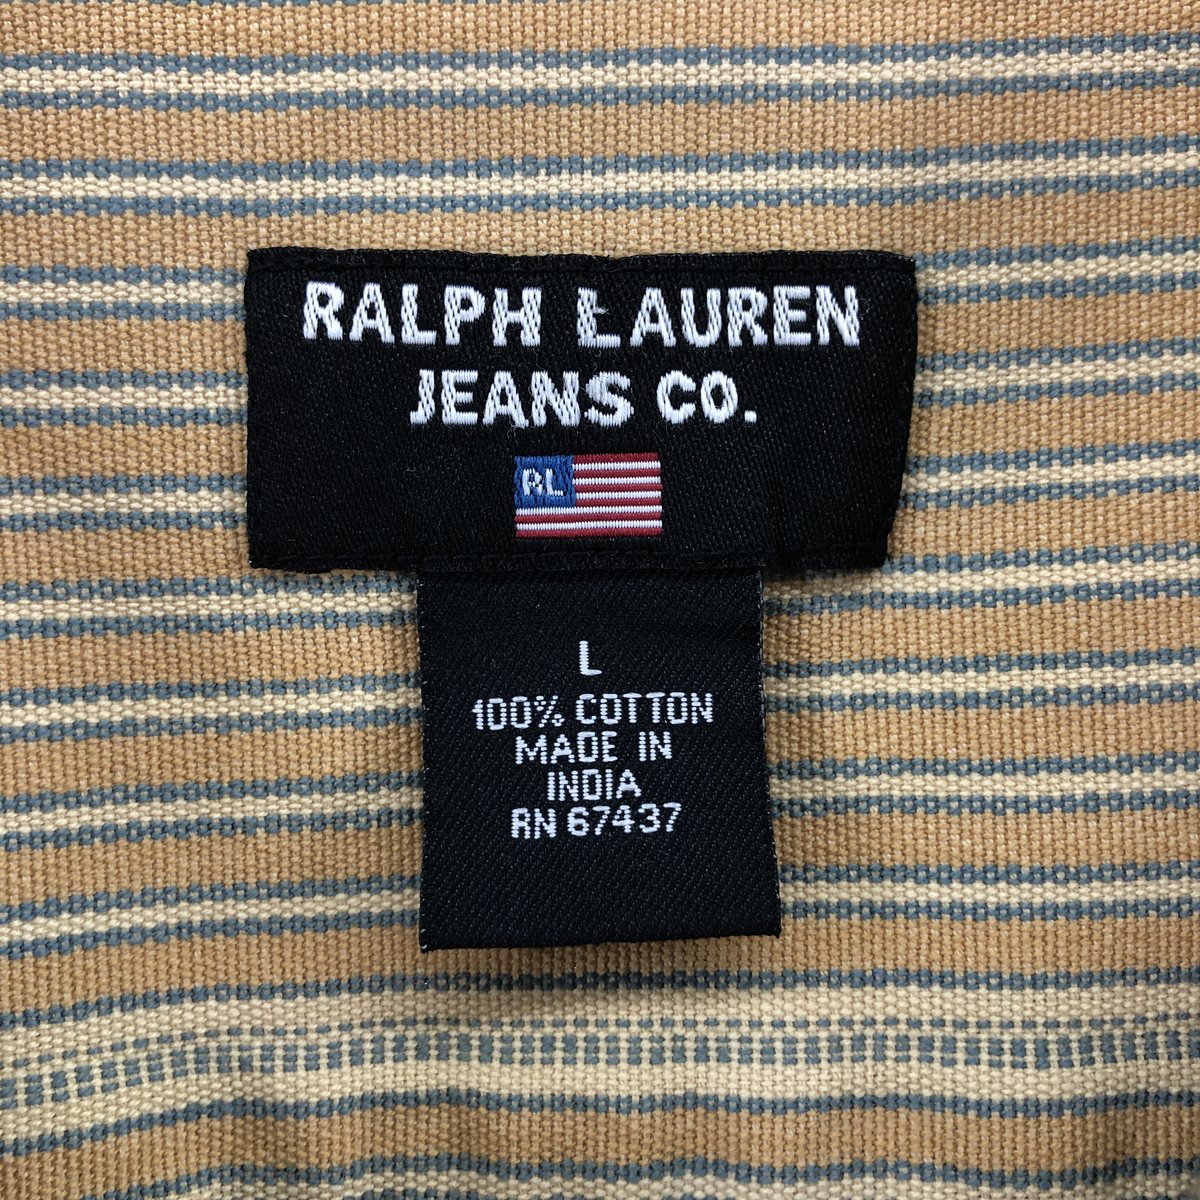 RALPH LAUREN
JEANS CO.
RL
L
100% COTTON
MADE IN
INDIA
RN 67437